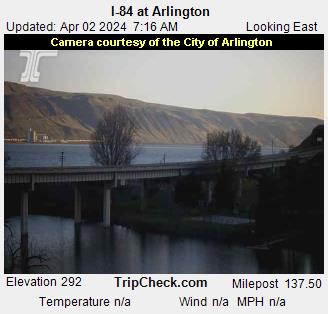 I-84 at Arlington
Updated: Apr 02 2024 7:16 AM Looking East
Camera courtesy of the City of Arlington
Elevation 292 TripCheck.com Milepost 137.50
Temperature n/a Wind n/a MPH n/a